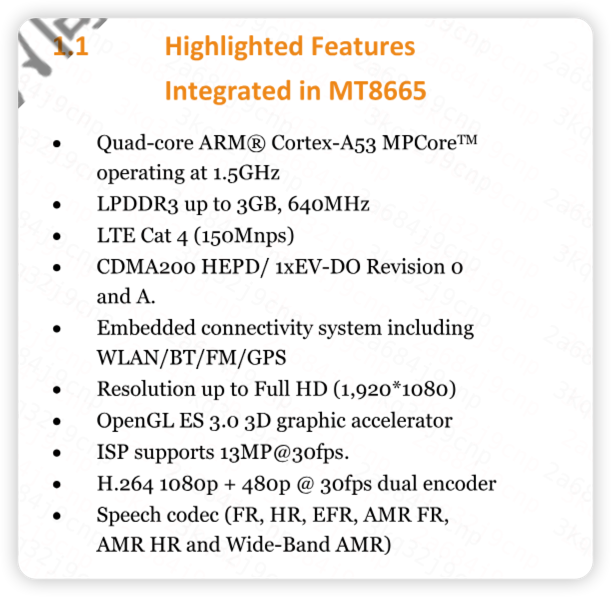 1.1 Highlighted Features
Integrated in MT8665
• Quad-core ARM® Cortex-A53 MPCore™
operating at 1.5GHz
• LPDDR3 up to 3GB, 640MHz
• LTE Cat 4 (150Mnps)
• CDMA200 HEPD/ 1xEV-DO Revision 0
and A.
• Embedded connectivity system including
WLAN/BT/FM/GPS
• Resolution up to Full HD (1,920*1080)
• OpenGL ES 3.0 3D graphic accelerator
• ISP supports 13MP@30fps.
• H.264 1080p + 480p @ 30fps dual encoder
• Speech codec (FR, HR, EFR, AMR FR,
AMR HR and Wide-Band AMR)